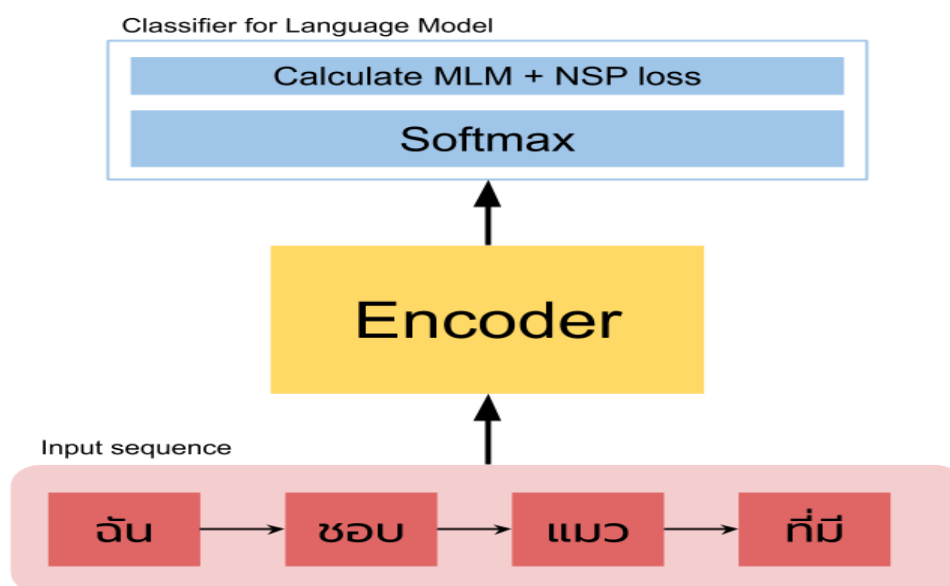 Classifier for Language Model
Calculate MLM + NSP loss
Softmax
Encoder
Input sequence
ฉัน ชอบ แมว ที่มี